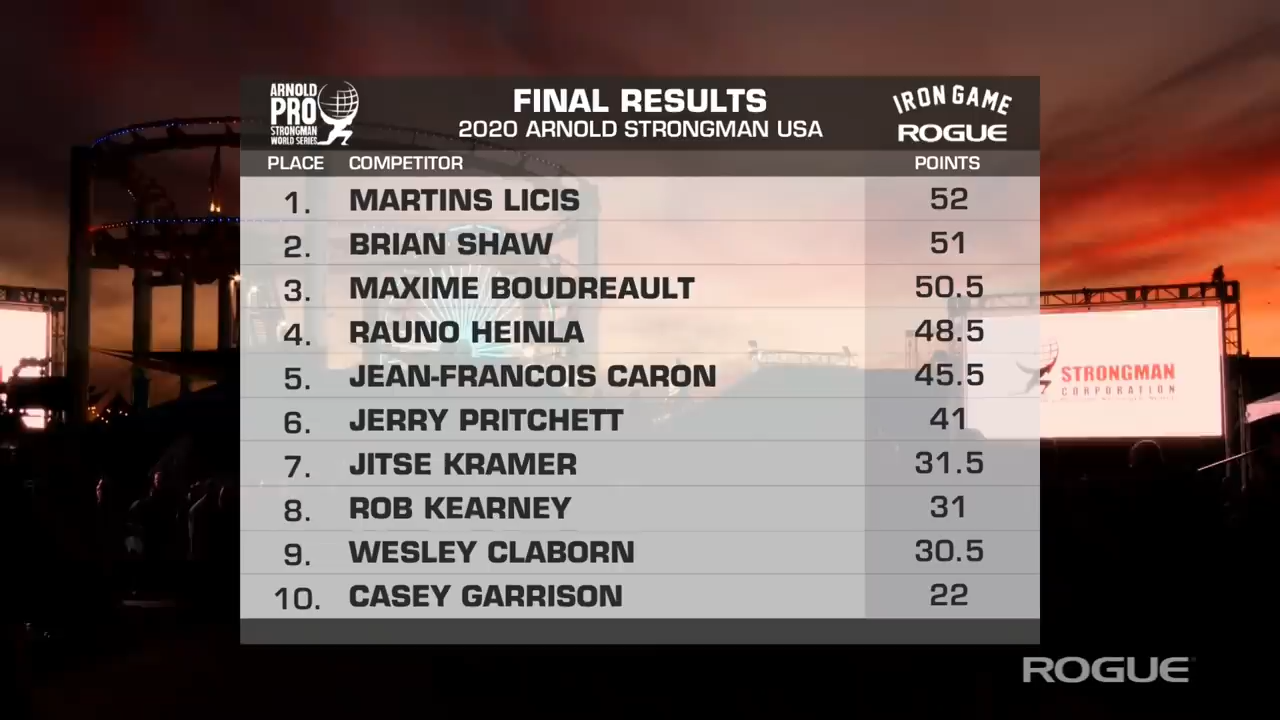 ARNOLD
PRO
STRONGMAN
WORLD SERIES
FINAL RESULTS
2020 ARNOLD STRONGMAN USA
IRON GAME
ROGUE
PLACE COMPETITOR POINTS
1. MARTINS LICIS 52
2. BRIAN SHAW 51
3. MAXIME BOUDREAULT 50.5
4. RAUNO HEINLA 48.5
5. JEAN-FRANCOIS CARON 45.5
6. JERRY PRITCHETT 41
7. JITSE KRAMER 31.5
8. ROB KEARNEY 31
9. WESLEY CLABORN 30.5
10. CASEY GARRISON 22
STRONGMAN
CORPORATION
ROGUE